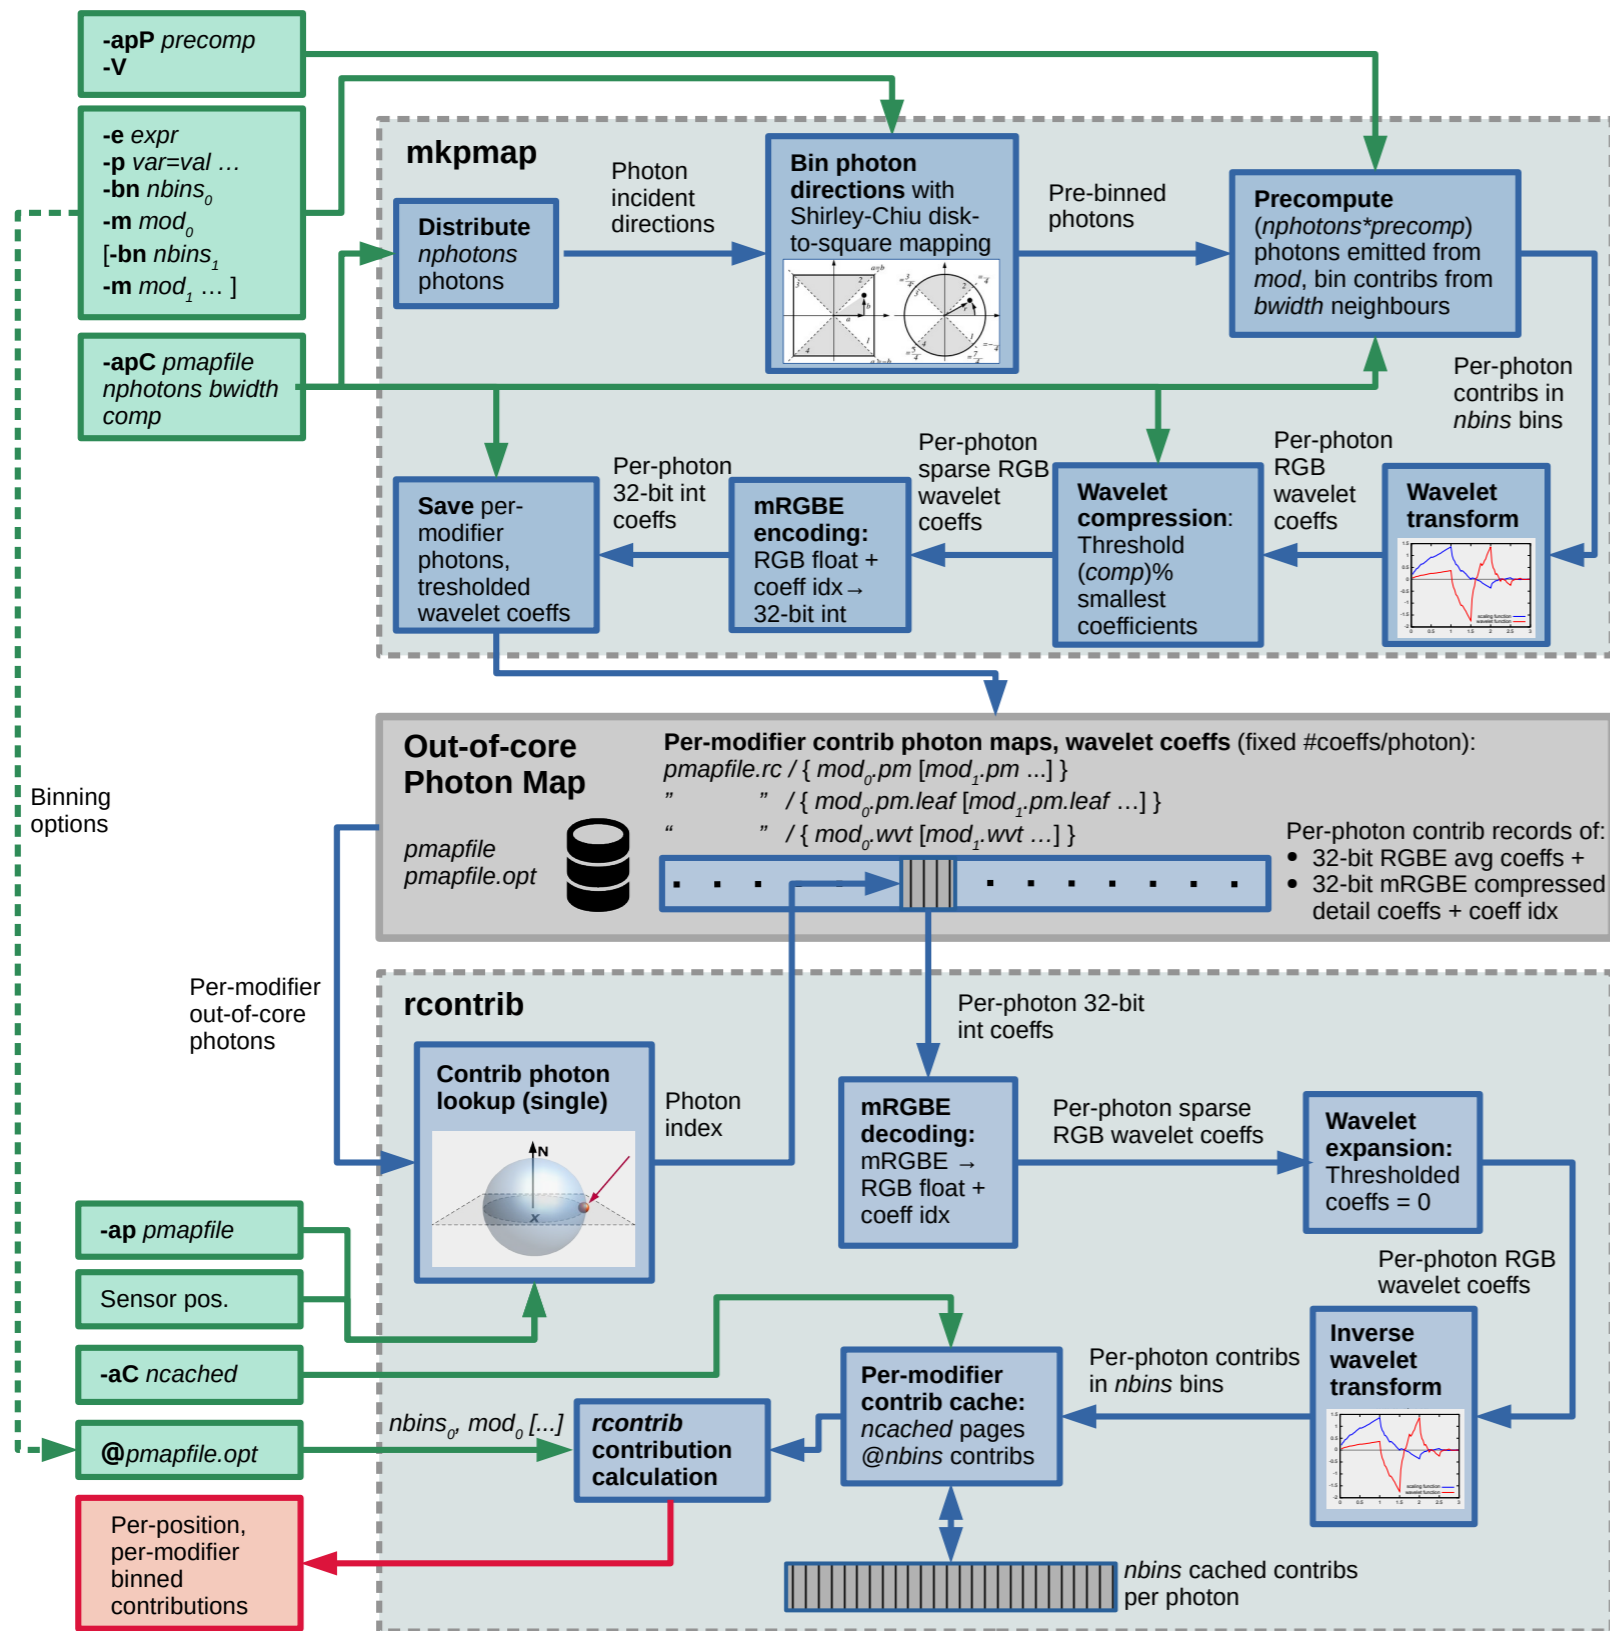 -apP precomp
-V
-e expr
-p var=val …
-bn nbins0
-m mod0
[-bn nbins1
-m mod1 … ]
-apC pmapfile
nphotons bwidth
comp
mkpmap
Distribute
nphotons
photons
Photon
incident
directions
Bin photon
directions with
Shirley-Chiu disk-
to-square mapping
Pre-binned
photons
Precompute
(nphotons*precomp)
photons emitted from
mod, bin contribs from
bwidth neighbours
Per-photon
contribs in
nbins bins
Wavelet
transform
scaling function
wavelet function
Per-photon
RGB
wavelet
coeffs
Wavelet
compression:
Threshold
(comp)%
smallest
coefficients
Per-photon
sparse RGB
wavelet
coeffs
mRGBE
encoding:
RGB float +
coeff idx→
32-bit int
Per-photon
32-bit int
coeffs
Save per-
modifier
photons,
tresholded
wavelet coeffs
Binning
options
Out-of-core
Photon Map
pmapfile
pmapfile.opt
Per-modifier contrib photon maps, wavelet coeffs (fixed #coeffs/photon):
pmapfile.rc / { mod0.pm [mod1.pm ...] }
” ” / { mod0.pm.leaf [mod1.pm.leaf …] }
“ ” / { mod0.wvt [mod1.wvt …] }
Per-photon contrib records of:
• 32-bit RGBE avg coeffs +
• 32-bit mRGBE compressed
detail coeffs + coeff idx
Per-modifier
out-of-core
photons
rcontrib
Contrib photon
lookup (single)
N
x
Photon
index
Per-photon 32-bit
int coeffs
mRGBE
decoding:
mRGBE →
RGB float +
coeff idx
Per-photon sparse
RGB wavelet coeffs
Wavelet
expansion:
Thresholded
coeffs = 0
Per-photon RGB
wavelet coeffs
Inverse
wavelet
transform
scaling function
wavelet function
Per-photon contribs
in nbins bins
Per-modifier
contrib cache:
ncached pages
@nbins contribs
nbins cached contribs
per photon
rcontrib
contribution
calculation
nbins0, mod0 [...]
-ap pmapfile
Sensor pos.
-aC ncached
@pmapfile.opt
Per-position,
per-modifier
binned
contributions